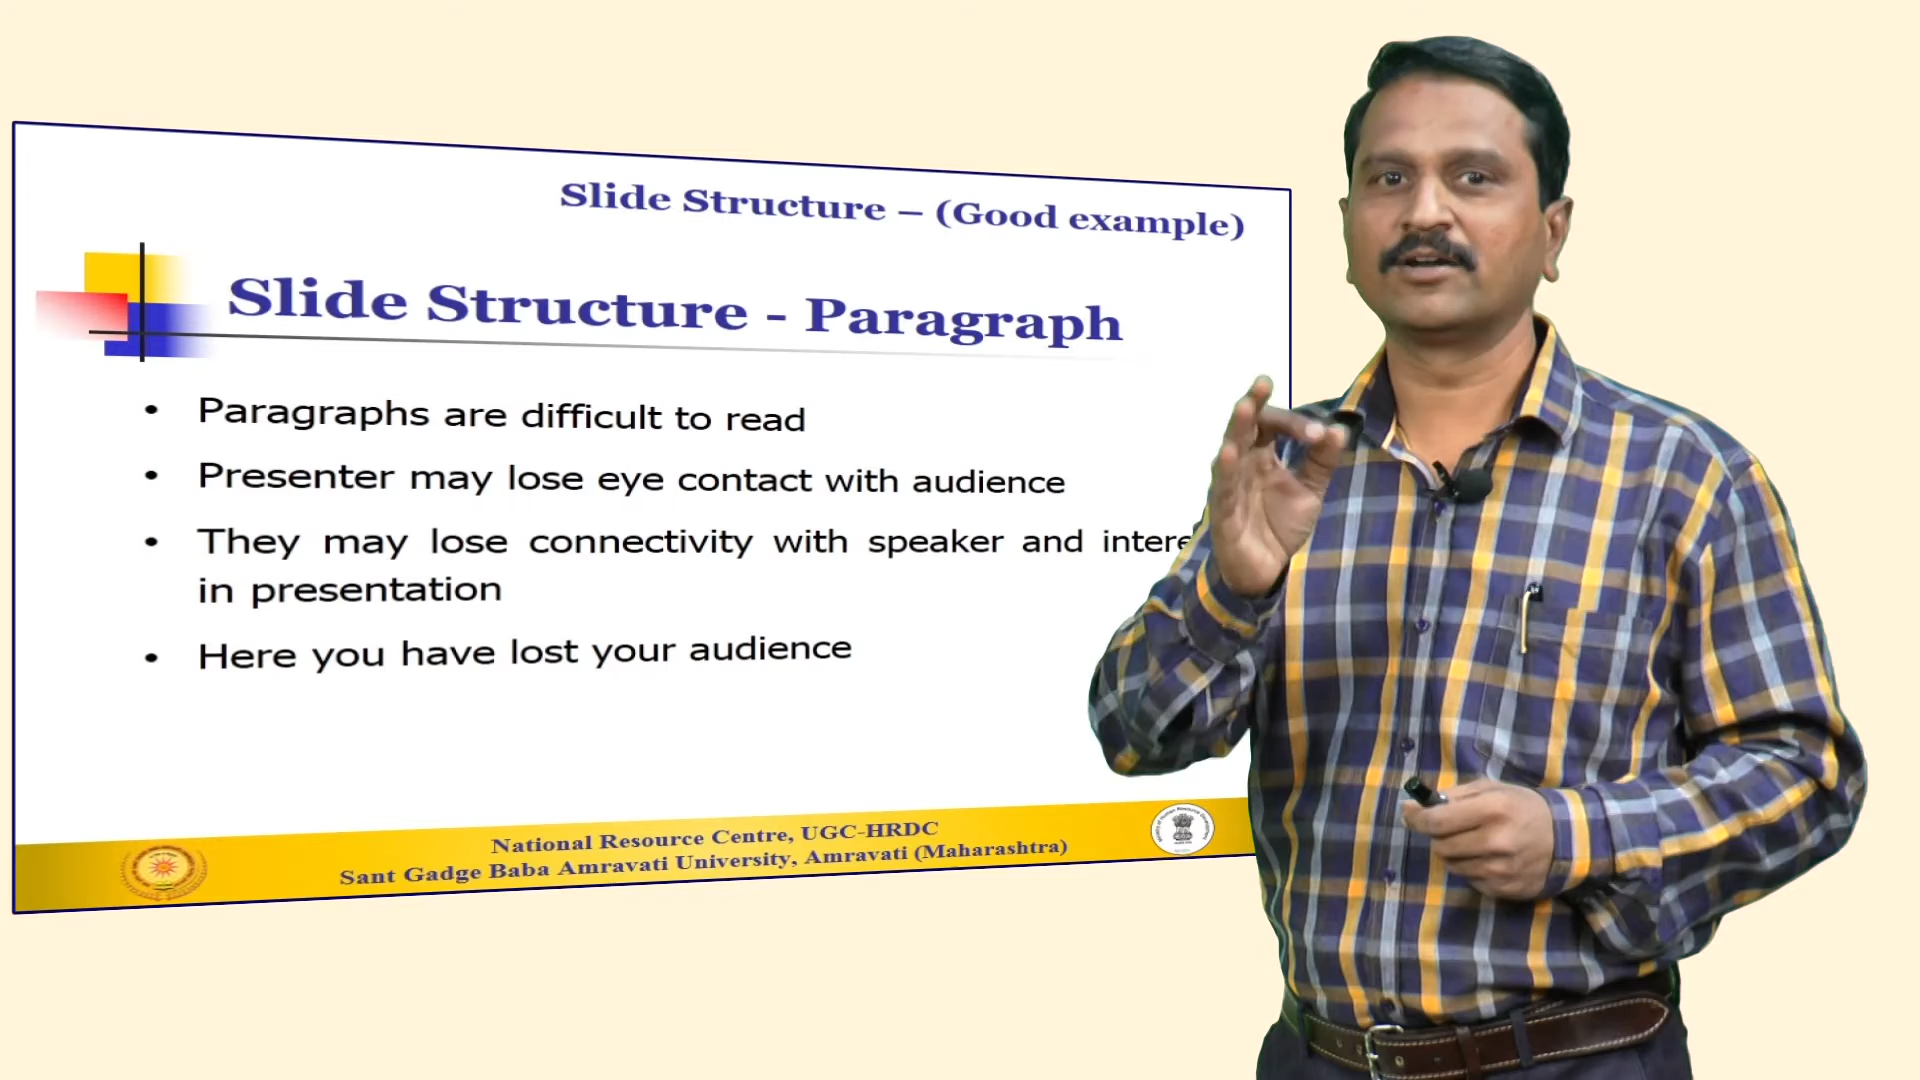 Slide Structure – (Good example)
Slide Structure - Paragraph
• Paragraphs are difficult to read
• Presenter may lose eye contact with audience
• They may lose connectivity with speaker and
in presentation
• Here you have lost your audience
National Resource Centre, UGC-HRDC
Sant Gadge Baba Amravati University, Amravati (Maharashtra)